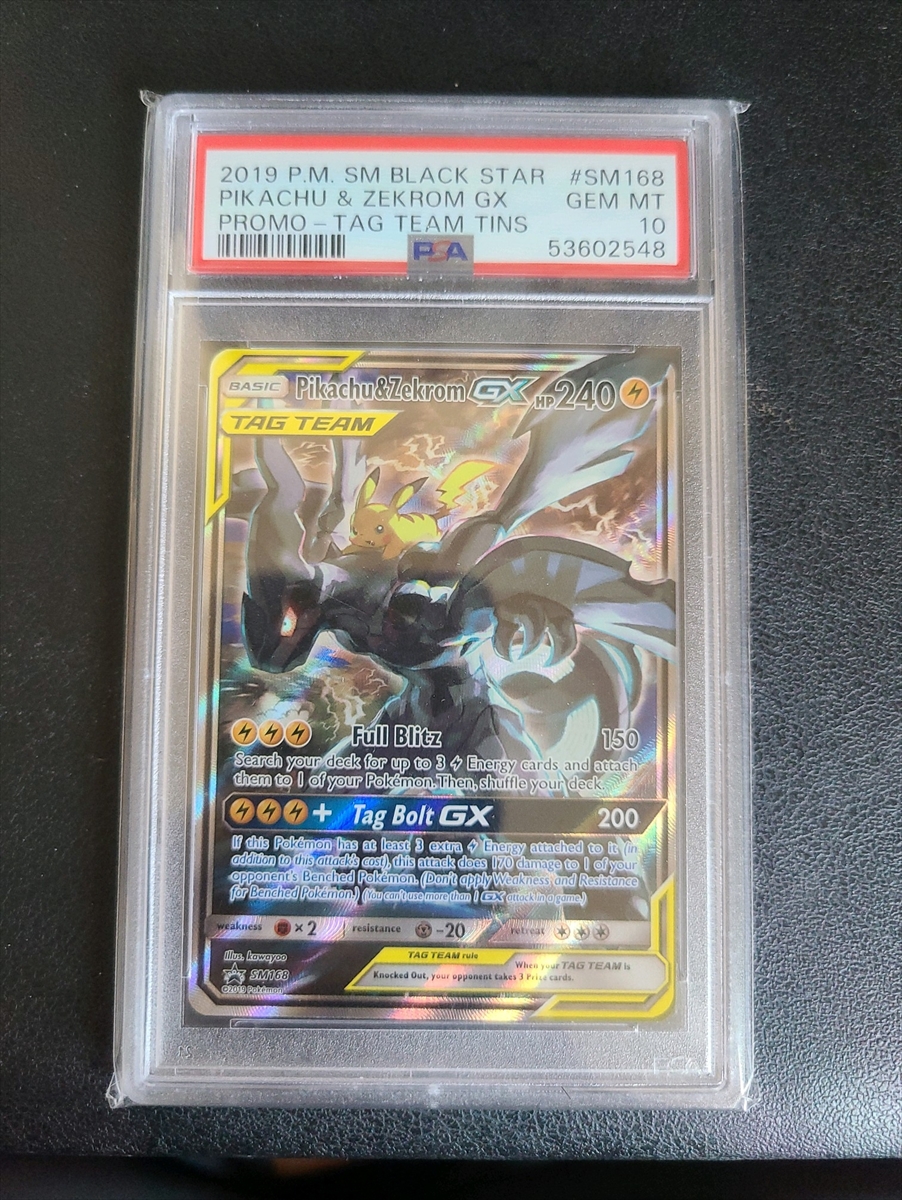 2019 P.M. SM BLACK STAR #SM168
PIKACHU & ZEKROM GX GEM MT
PROMO - TAG TEAM TINS 10
PSA 53602548
BASIC Pikachu&Zekrom GX HP 240
TAG TEAM
Full Blitz 150
Search your deck for up to 3 Energy cards and attach
them to 1 of your Pokémon. Then, shuffle your deck.
+ Tag Bolt GX 200
If this Pokémon has at least 3 extra Energy attached to it (in
addition to this attack's cost), this attack does 170 damage to 1 of your
opponent's Benched Pokémon. (Don't apply Weakness and Resistance
for Benched Pokémon.) (You can't use more than 1 GX attack in a game.)
weakness × 2 resistance -20 retreat
Illus. kawayoo
SM168
©2019 Pokémon
TAG TEAM rule
When your TAG TEAM is
Knocked Out, your opponent takes 3 Prize cards.